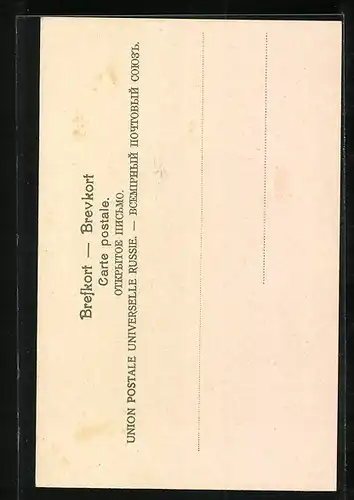 Brefkort — Brevkort
Carte postale.
ОТКРЫТОЕ ПИСЬМО.
UNION POSTALE UNIVERSELLE RUSSIE. — ВСЕМІРНЫЙ ПОЧТОВЫЙ СОЮЗЪ.